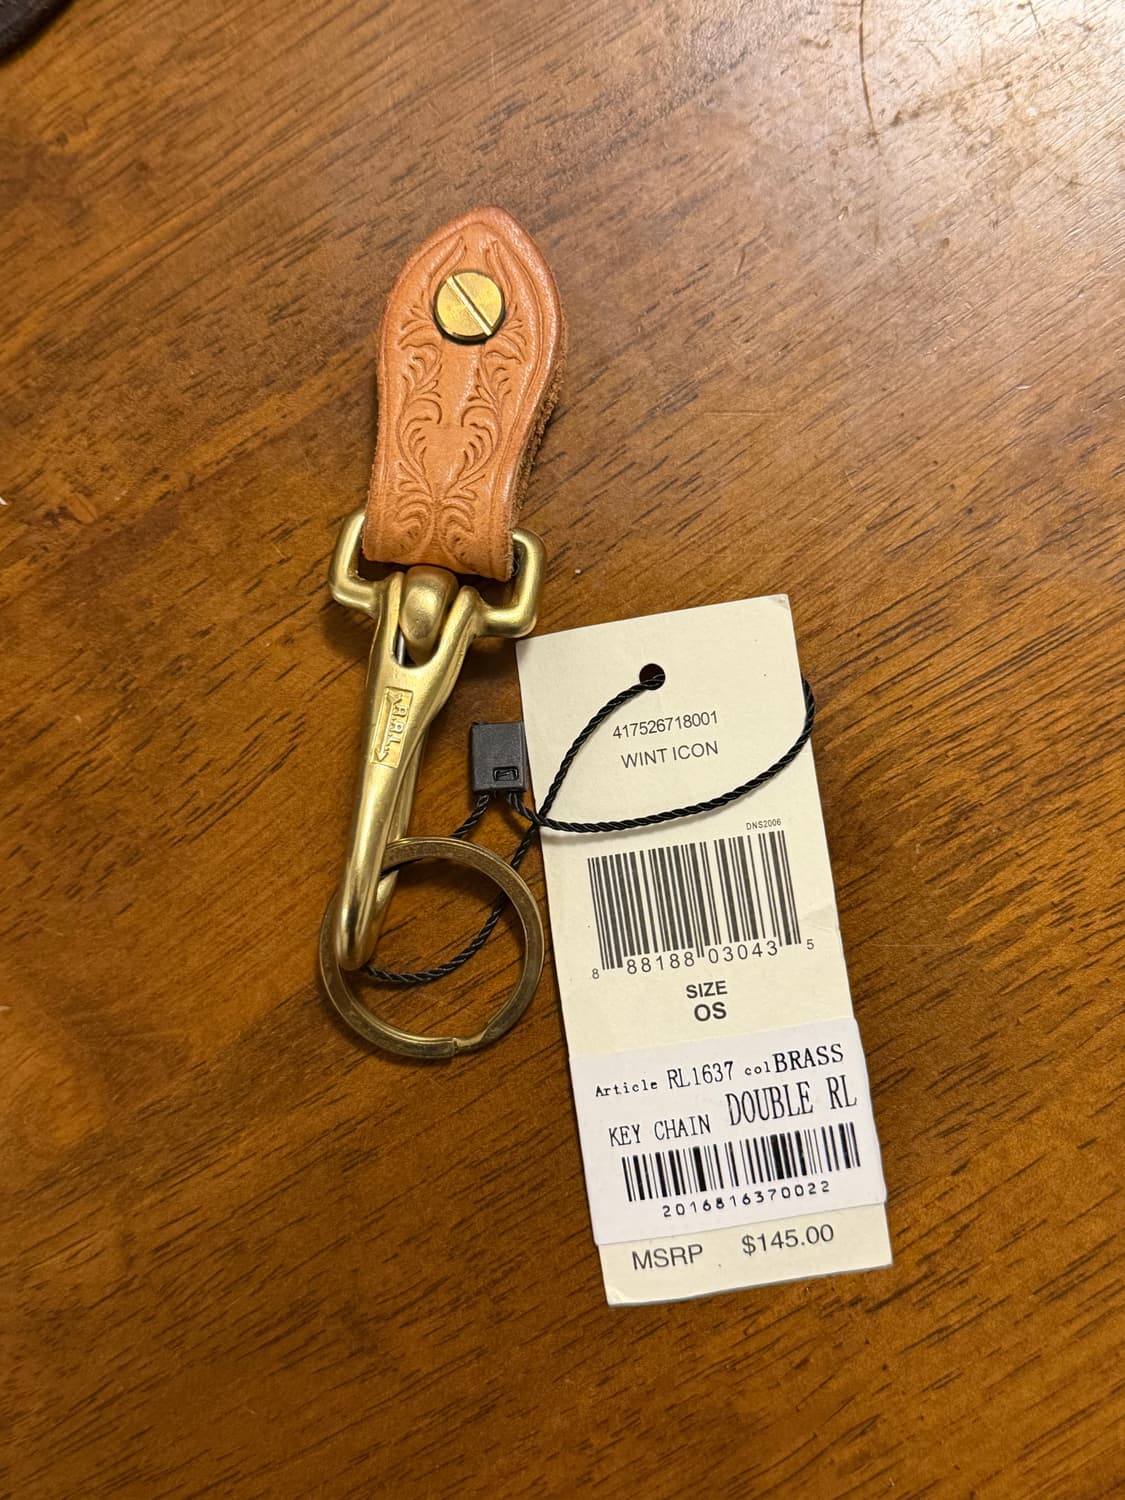 RRL
417526718001
WINT ICON
DNS2006
8 88188 03043 5
SIZE
OS
Article RL1637 col BRASS
KEY CHAIN DOUBLE RL
2016816370022
MSRP $145.00